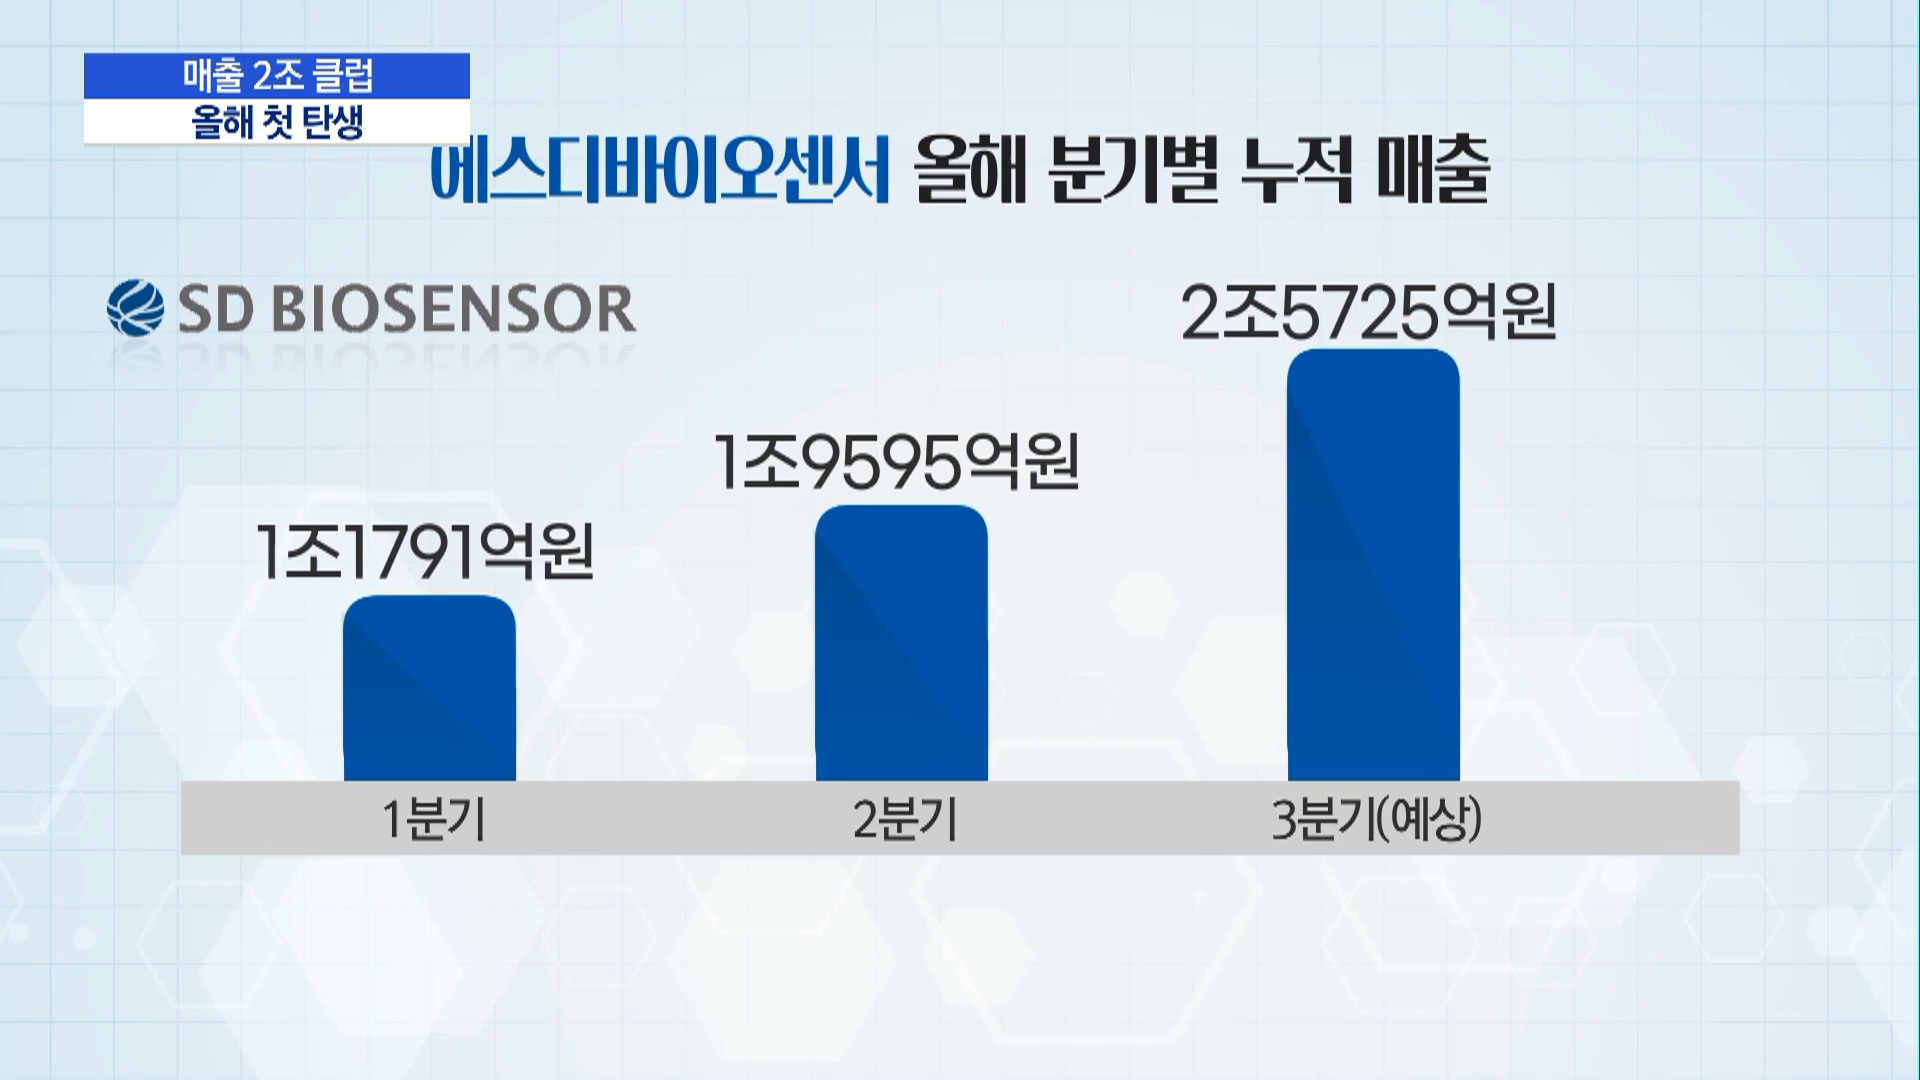 매출 2조 클럽
올해 첫 탄생
에스디바이오센서 올해 분기별 누적 매출
SD BIOSENSOR
1조1791억원
1조9595억원
2조5725억원
1분기
2분기
3분기(예상)